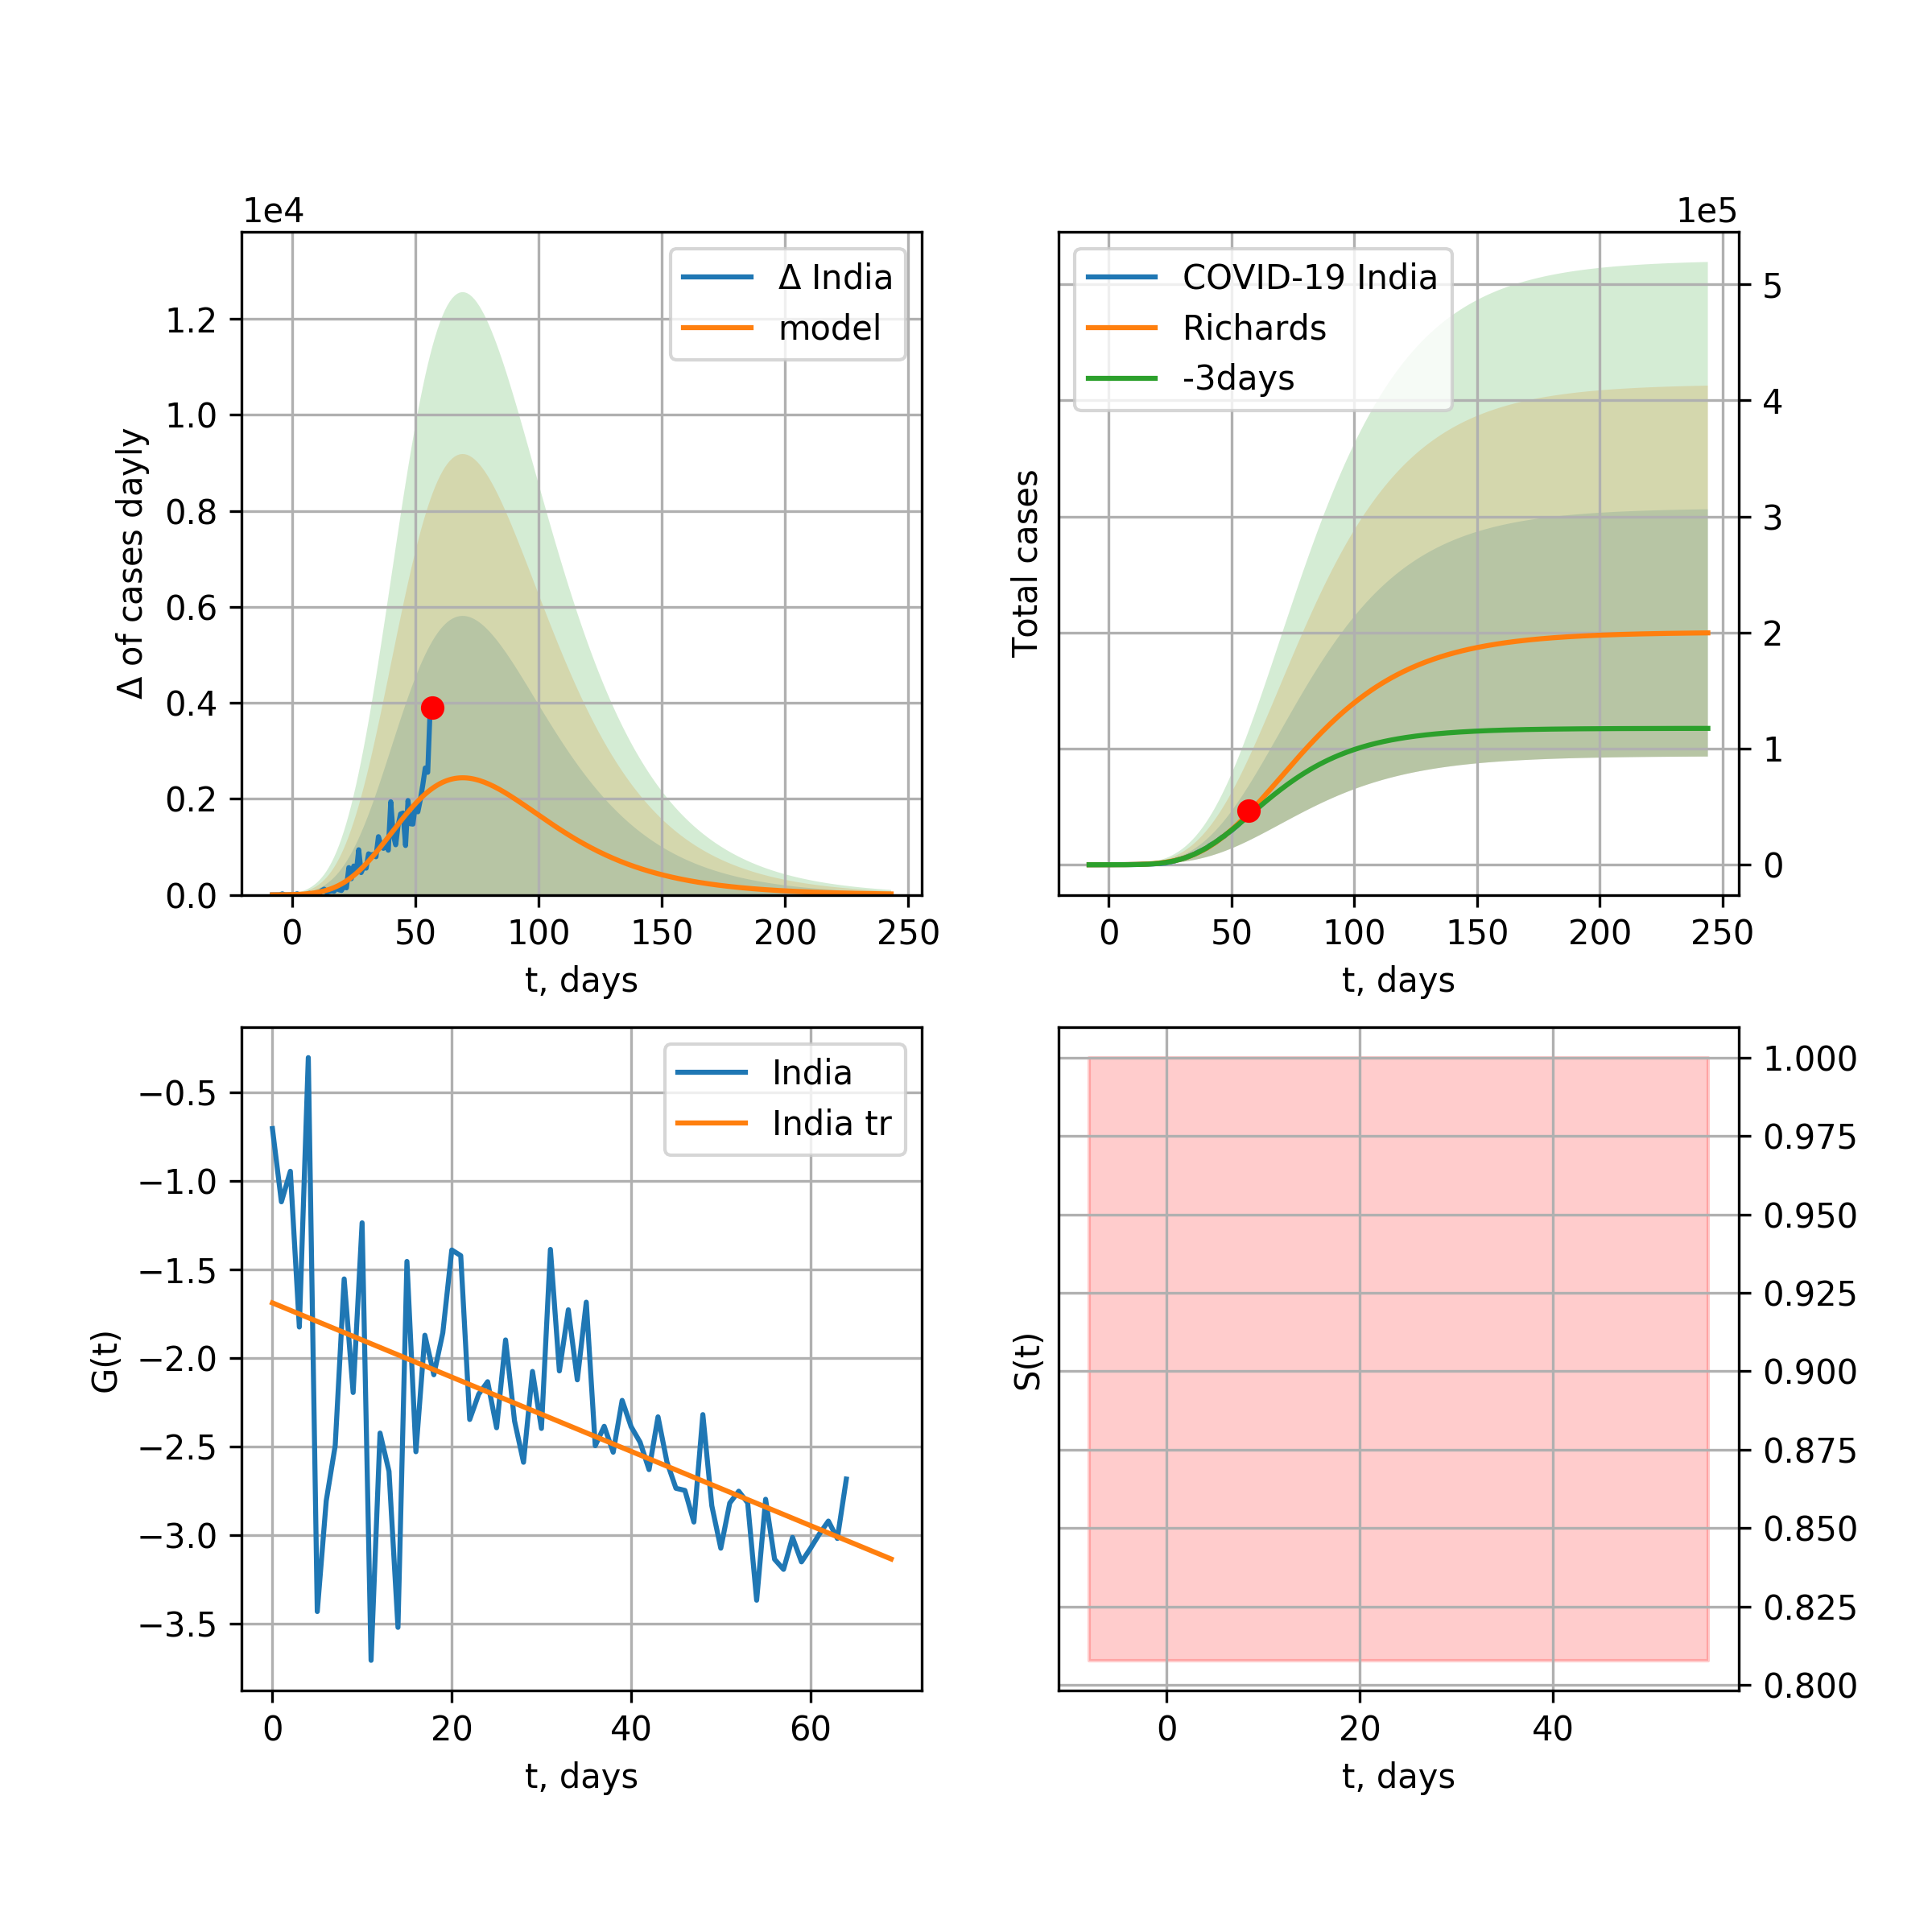 1e4
Δ of cases dayly
1.2
1.0
0.8
0.6
0.4
0.2
0.0
0 50 100 150 200 250
t, days
Δ India
model
1e5
Total cases
5
4
3
2
1
0
0 50 100 150 200 250
t, days
COVID-19 India
Richards
-3days
G(t)
−0.5
−1.0
−1.5
−2.0
−2.5
−3.0
−3.5
0 20 40 60
t, days
India
India tr
S(t)
1.000
0.975
0.950
0.925
0.900
0.875
0.850
0.825
0.800
0 20 40
t, days